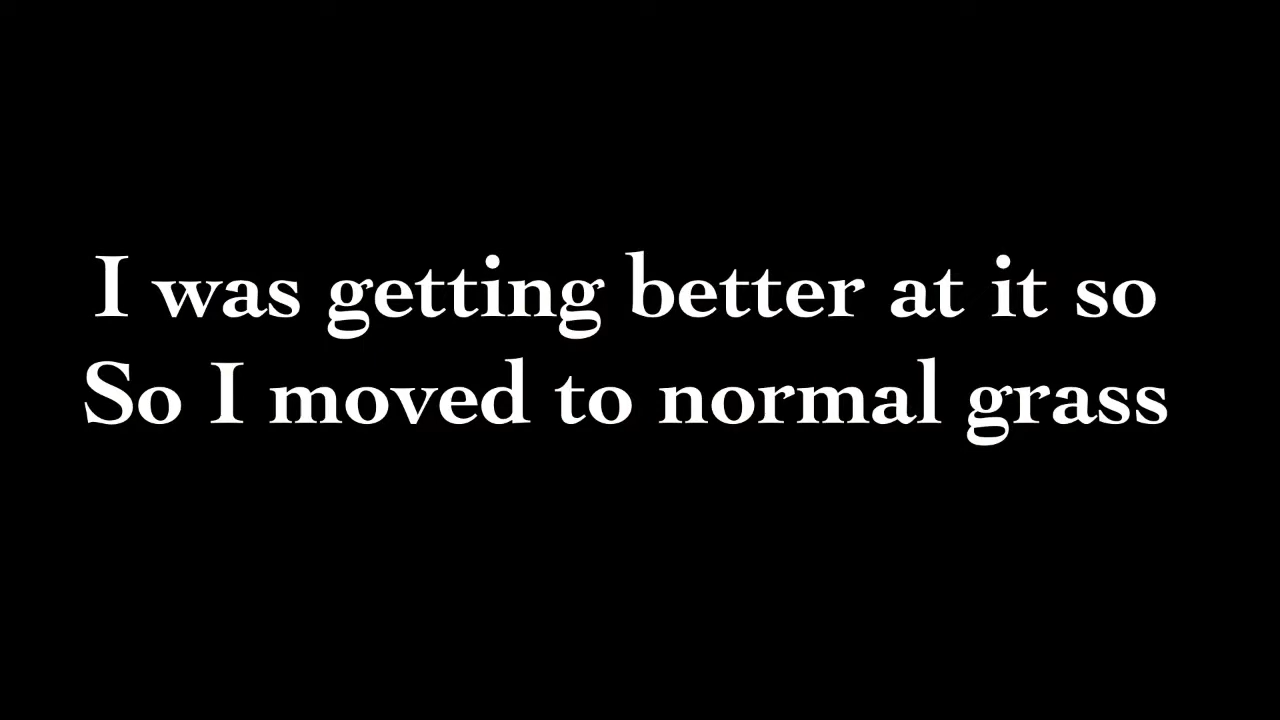 I was getting better at it so
So I moved to normal grass